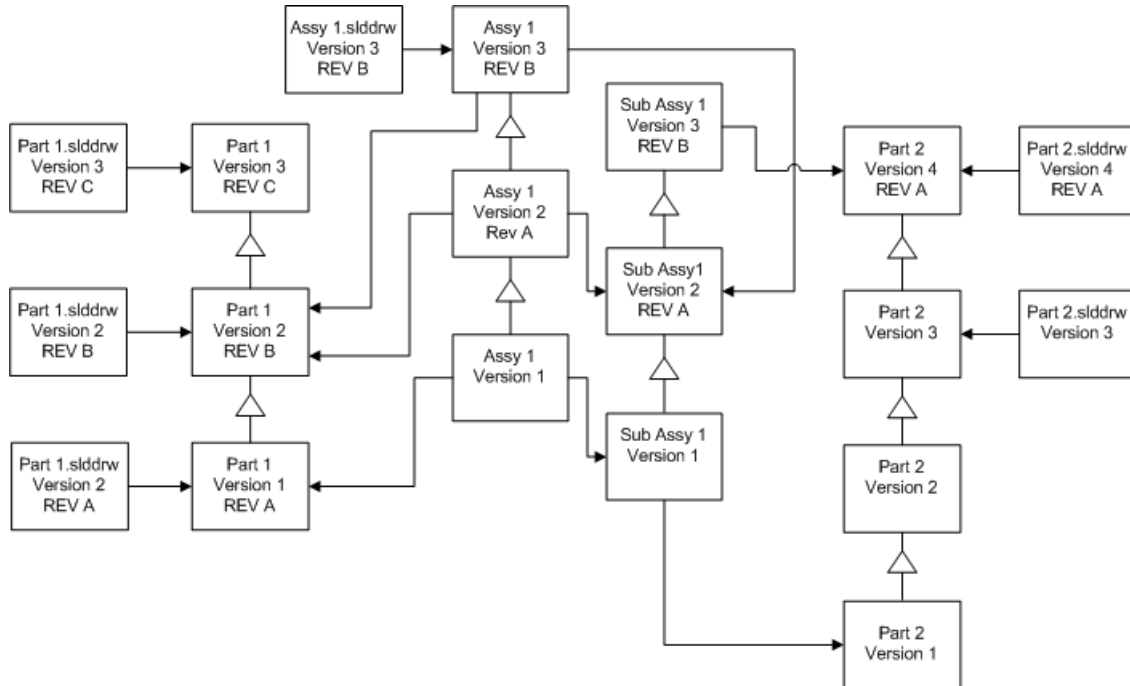 Assy 1.slddrw
Version 3
REV B
Assy 1
Version 3
REV B
Sub Assy 1
Version 3
REV B
Part 1.slddrw
Version 3
REV C
Part 1
Version 3
REV C
Part 2
Version 4
REV A
Part 2.slddrw
Version 4
REV A
Assy 1
Version 2
Rev A
Sub Assy1
Version 2
REV A
Part 1.slddrw
Version 2
REV B
Part 1
Version 2
REV B
Part 2
Version 3
Part 2.slddrw
Version 3
Assy 1
Version 1
Sub Assy 1
Version 1
Part 1.slddrw
Version 2
REV A
Part 1
Version 1
REV A
Part 2
Version 2
Part 2
Version 1